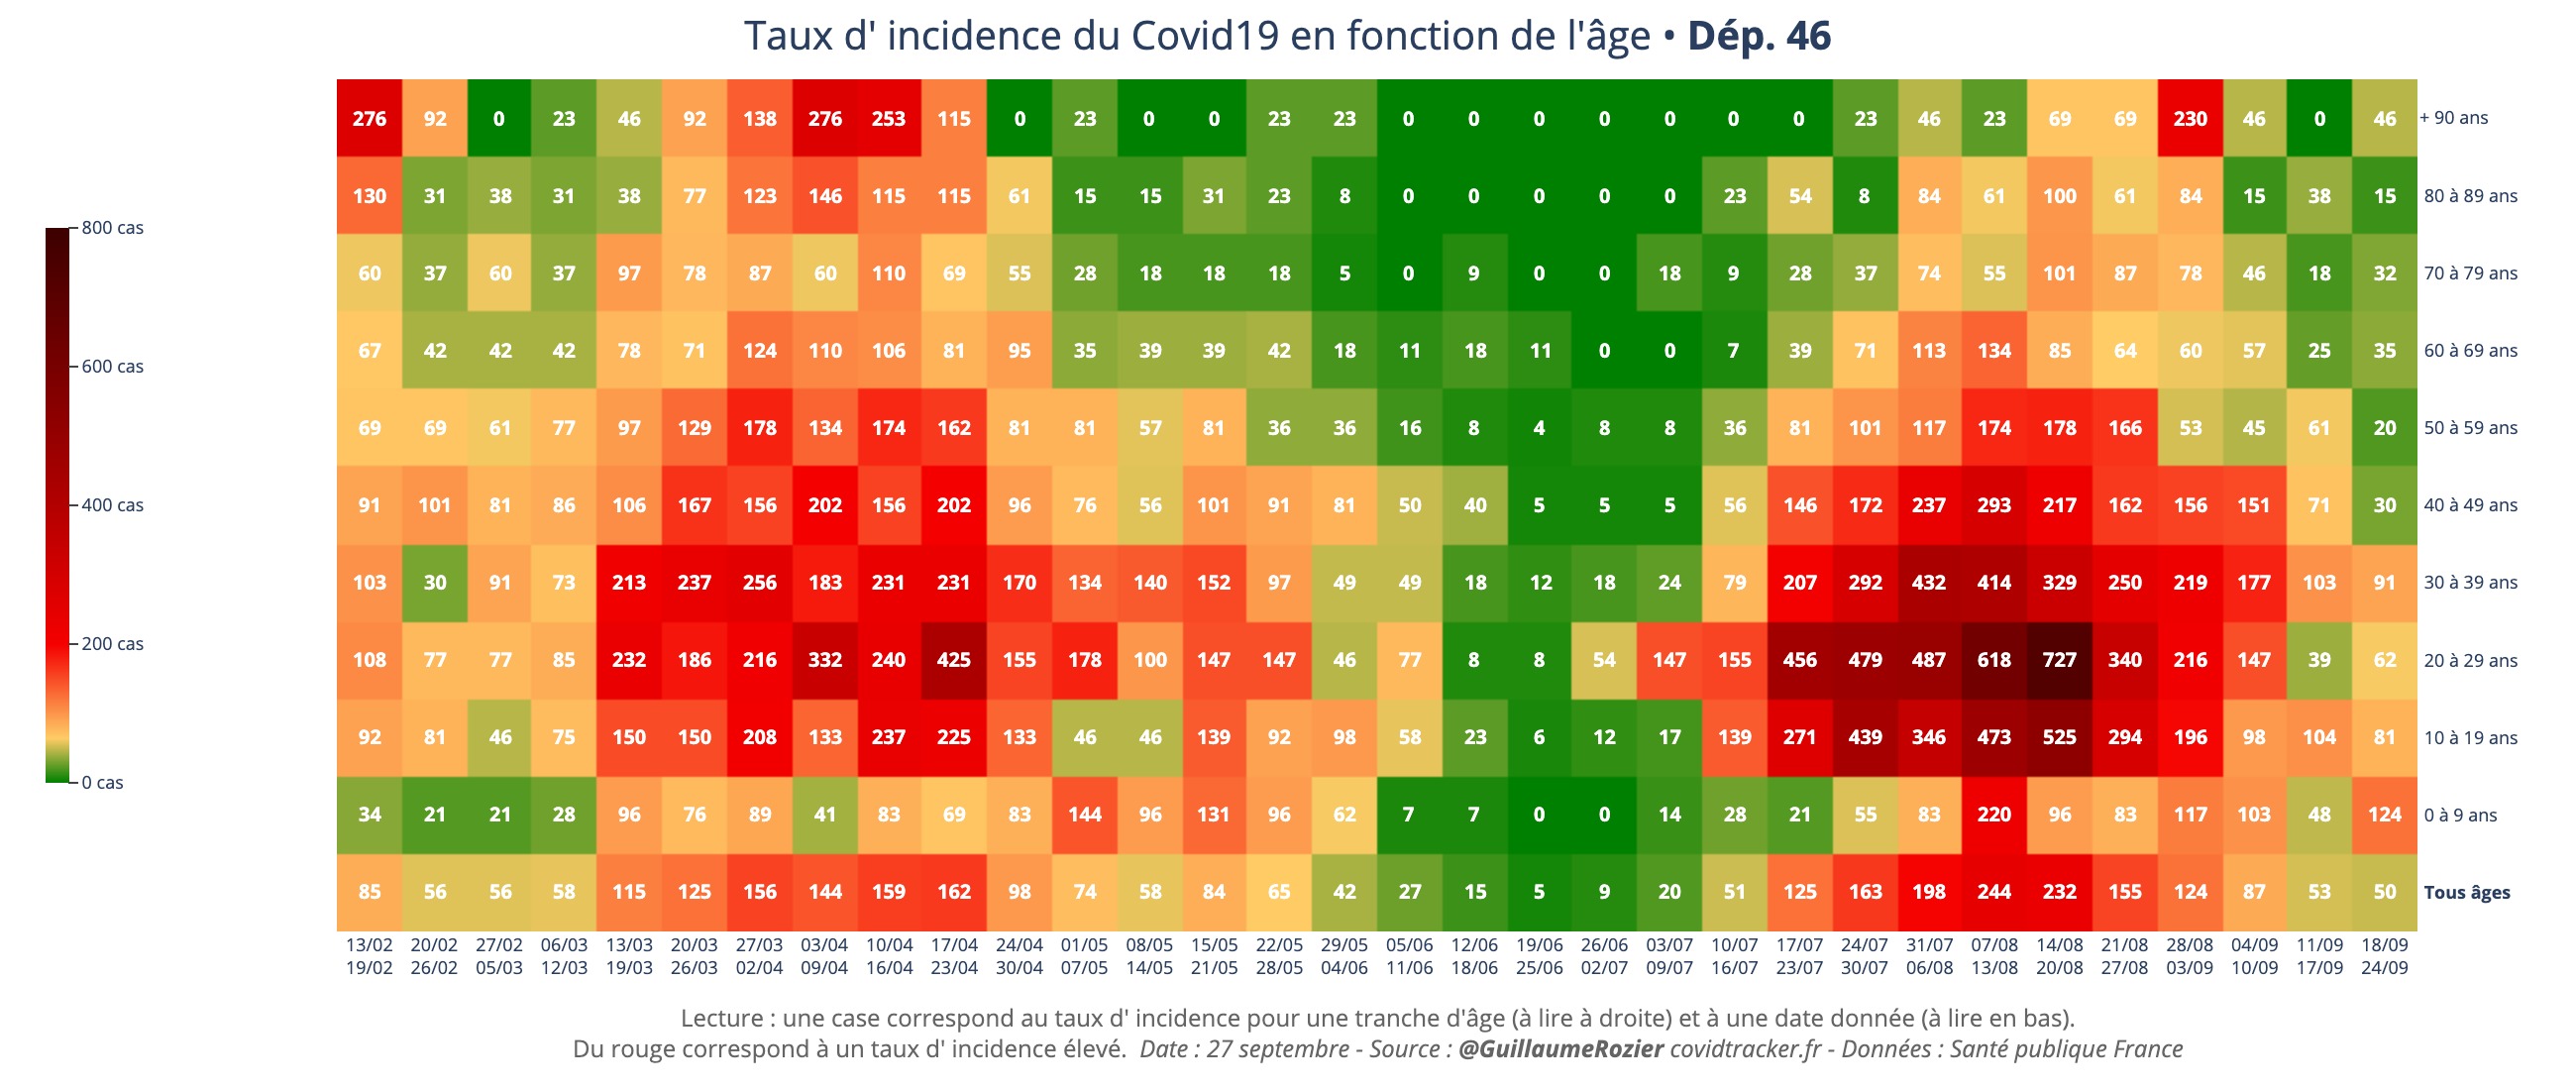 Taux d' incidence du Covid19 en fonction de l'âge • Dép. 46
276 92 0 23 46 92 138 276 253 115 0 23 0 0 23 23 0 0 0 0 0 0 0 23 46 23 69 69 230 46 0 46 + 90 ans
130 31 38 31 38 77 123 146 115 115 61 15 15 31 23 8 0 0 0 0 0 23 54 8 84 61 100 61 84 15 38 15 80 à 89 ans
800 cas
60 37 60 37 97 78 87 60 110 69 55 28 18 18 18 5 0 9 0 0 18 9 28 37 74 55 101 87 78 46 18 32 70 à 79 ans
67 42 42 42 78 71 124 110 106 81 95 35 39 39 42 18 11 18 11 0 0 7 39 71 113 134 85 64 60 57 25 35 60 à 69 ans
600 cas
69 69 61 77 97 129 178 134 174 162 81 81 57 81 36 36 16 8 4 8 8 36 81 101 117 174 178 166 53 45 61 20 50 à 59 ans
400 cas
91 101 81 86 106 167 156 202 156 202 96 76 56 101 91 81 50 40 5 5 5 56 146 172 237 293 217 162 156 151 71 30 40 à 49 ans
103 30 91 73 213 237 256 183 231 231 170 134 140 152 97 49 49 18 12 18 24 79 207 292 432 414 329 250 219 177 103 91 30 à 39 ans
200 cas
108 77 77 85 232 186 216 332 240 425 155 178 100 147 147 46 77 8 8 54 147 155 456 479 487 618 727 340 216 147 39 62 20 à 29 ans
92 81 46 75 150 150 208 133 237 225 133 46 46 139 92 98 58 23 6 12 17 139 271 439 346 473 525 294 196 98 104 81 10 à 19 ans
0 cas
34 21 21 28 96 76 89 41 83 69 83 144 96 131 96 62 7 7 0 0 14 28 21 55 83 220 96 83 117 103 48 124 0 à 9 ans
85 56 56 58 115 125 156 144 159 162 98 74 58 84 65 42 27 15 5 9 20 51 125 163 198 244 232 155 124 87 53 50 Tous âges
13/02 20/02 27/02 06/03 13/03 20/03 27/03 03/04 10/04 17/04 24/04 01/05 08/05 15/05 22/05 29/05 05/06 12/06 19/06 26/06 03/07 10/07 17/07 24/07 31/07 07/08 14/08 21/08 28/08 04/09 11/09 18/09
19/02 26/02 05/03 12/03 19/03 26/03 02/04 09/04 16/04 23/04 30/04 07/05 14/05 21/05 28/05 04/06 11/06 18/06 25/06 02/07 09/07 16/07 23/07 30/07 06/08 13/08 20/08 27/08 03/09 10/09 17/09 24/09
Lecture : une case correspond au taux d' incidence pour une tranche d'âge (à lire à droite) et à une date donnée (à lire en bas).
Du rouge correspond à un taux d' incidence élevé. Date : 27 septembre - Source : @GuillaumeRozier covidtracker.fr - Données : Santé publique France